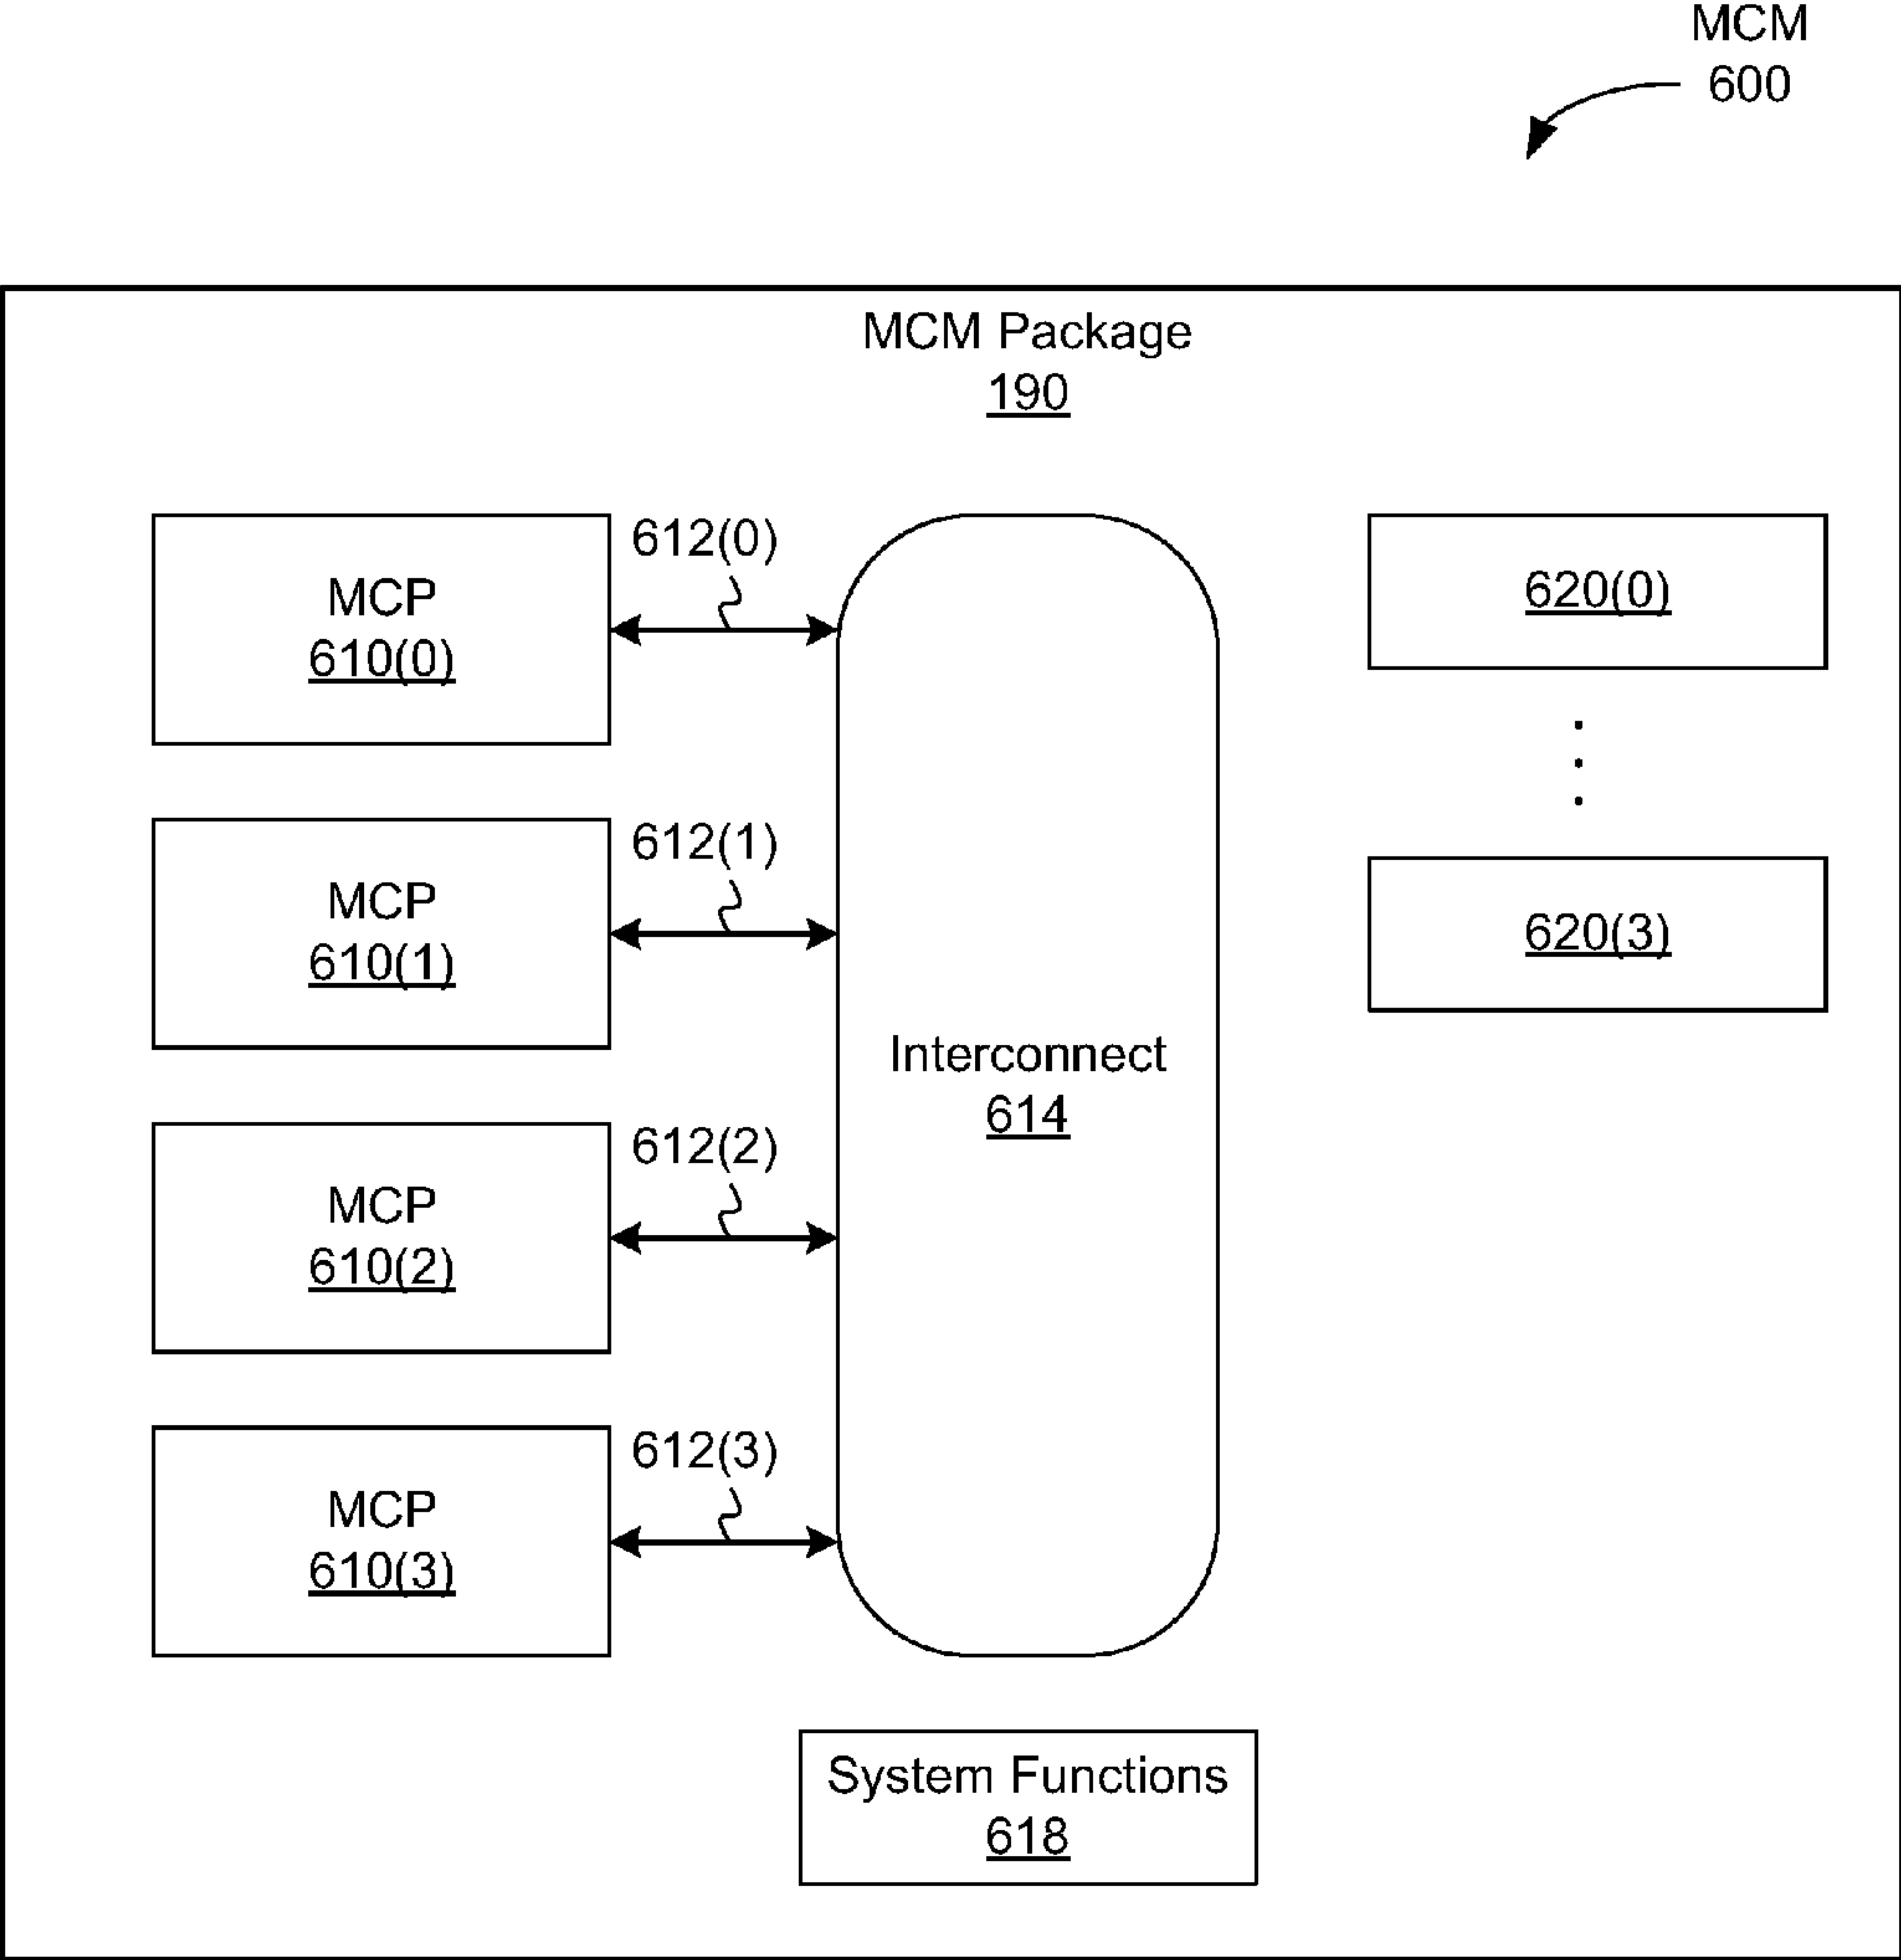 MCM
600
MCM Package
190
MCP
610(0)
612(0)
620(0)
MCP
610(1)
612(1)
620(3)
Interconnect
614
MCP
610(2)
612(2)
MCP
610(3)
612(3)
System Functions
618